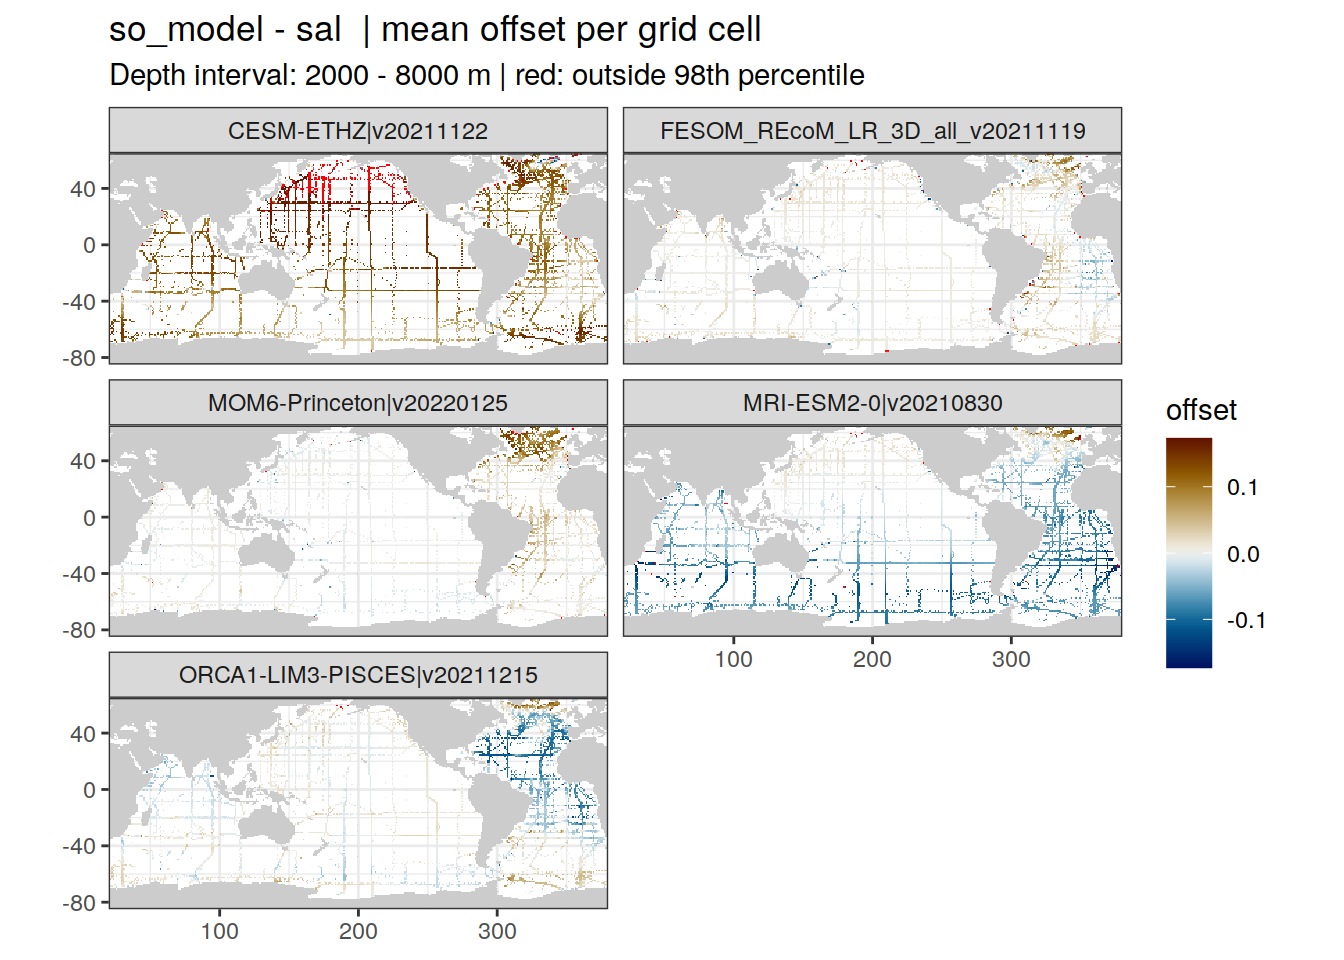 so_model - sal | mean offset per grid cell
Depth interval: 2000 - 8000 m | red: outside 98th percentile
CESM-ETHZ|v20211122
FESOM_REcoM_LR_3D_all_v20211119
40
0
-40
-80
MOM6-Princeton|v20220125
MRI-ESM2-0|v20210830
40
0
-40
-80
100
200
300
offset
0.1
0.0
-0.1
ORCA1-LIM3-PISCES|v20211215
40
0
-40
-80
100
200
300